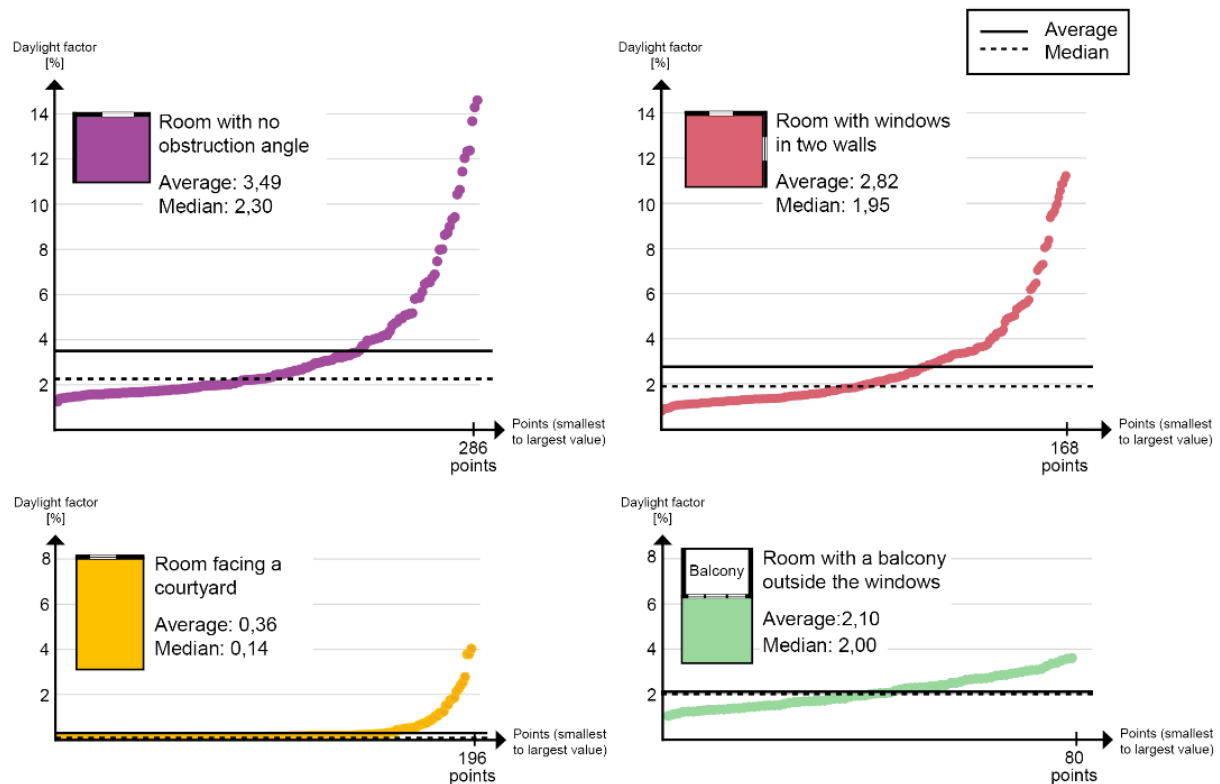 Average
Median
Daylight factor
[%]
14
12
10
8
6
4
2
Room with no
obstruction angle
Average: 3,49
Median: 2,30
Points (smallest
to largest value)
286
points
Daylight factor
[%]
14
12
10
8
6
4
2
Room with windows
in two walls
Average: 2,82
Median: 1,95
Points (smallest
to largest value)
168
points
Daylight factor
[%]
8
6
4
2
Room facing a
courtyard
Average: 0,36
Median: 0,14
Points (smallest
to largest value)
196
points
Daylight factor
[%]
8
6
4
2
Balcony
Room with a balcony
outside the windows
Average:2,10
Median: 2,00
Points (smallest
to largest value)
80
points